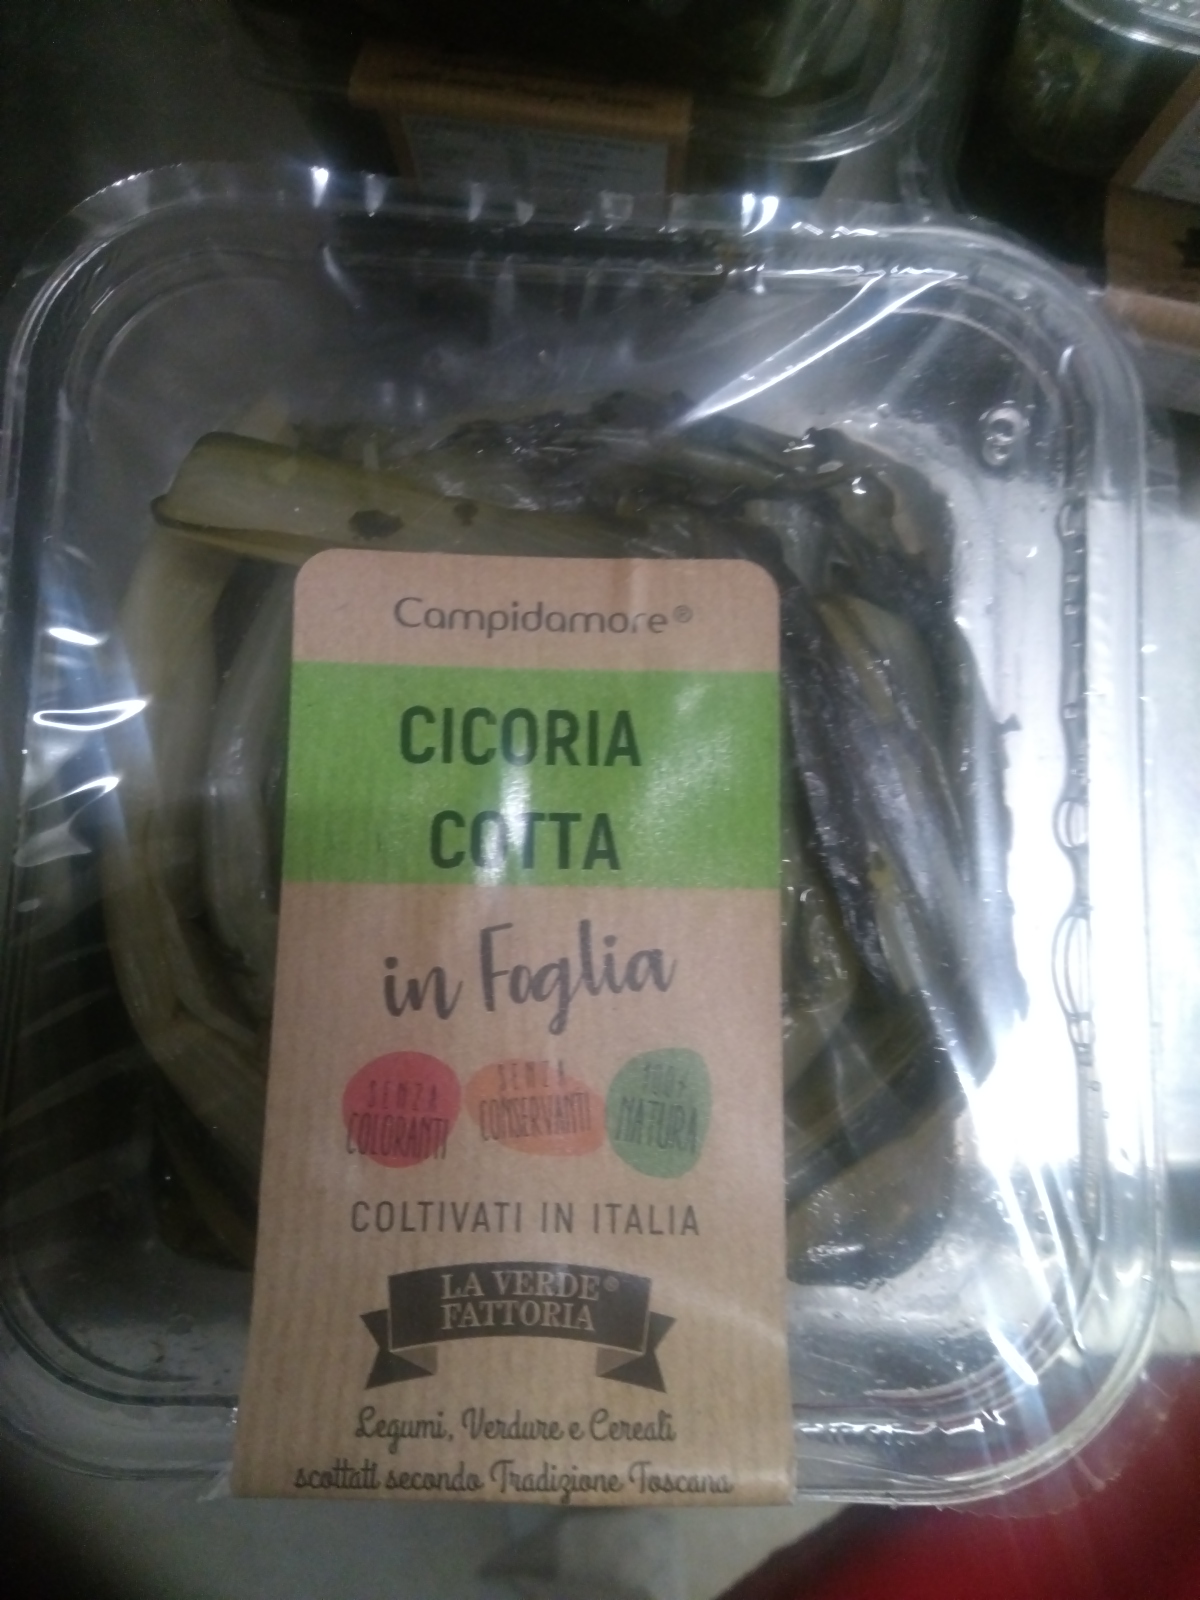 Campidamore®
CICORIA
COTTA
in Foglia
SENZA
COLORANTI
SENZA
CONSERVANTI
100%
NATURA
COLTIVATI IN ITALIA
LA VERDE®
FATTORIA
Legumi, Verdure e Cereali
scottati secondo Tradizione Toscana